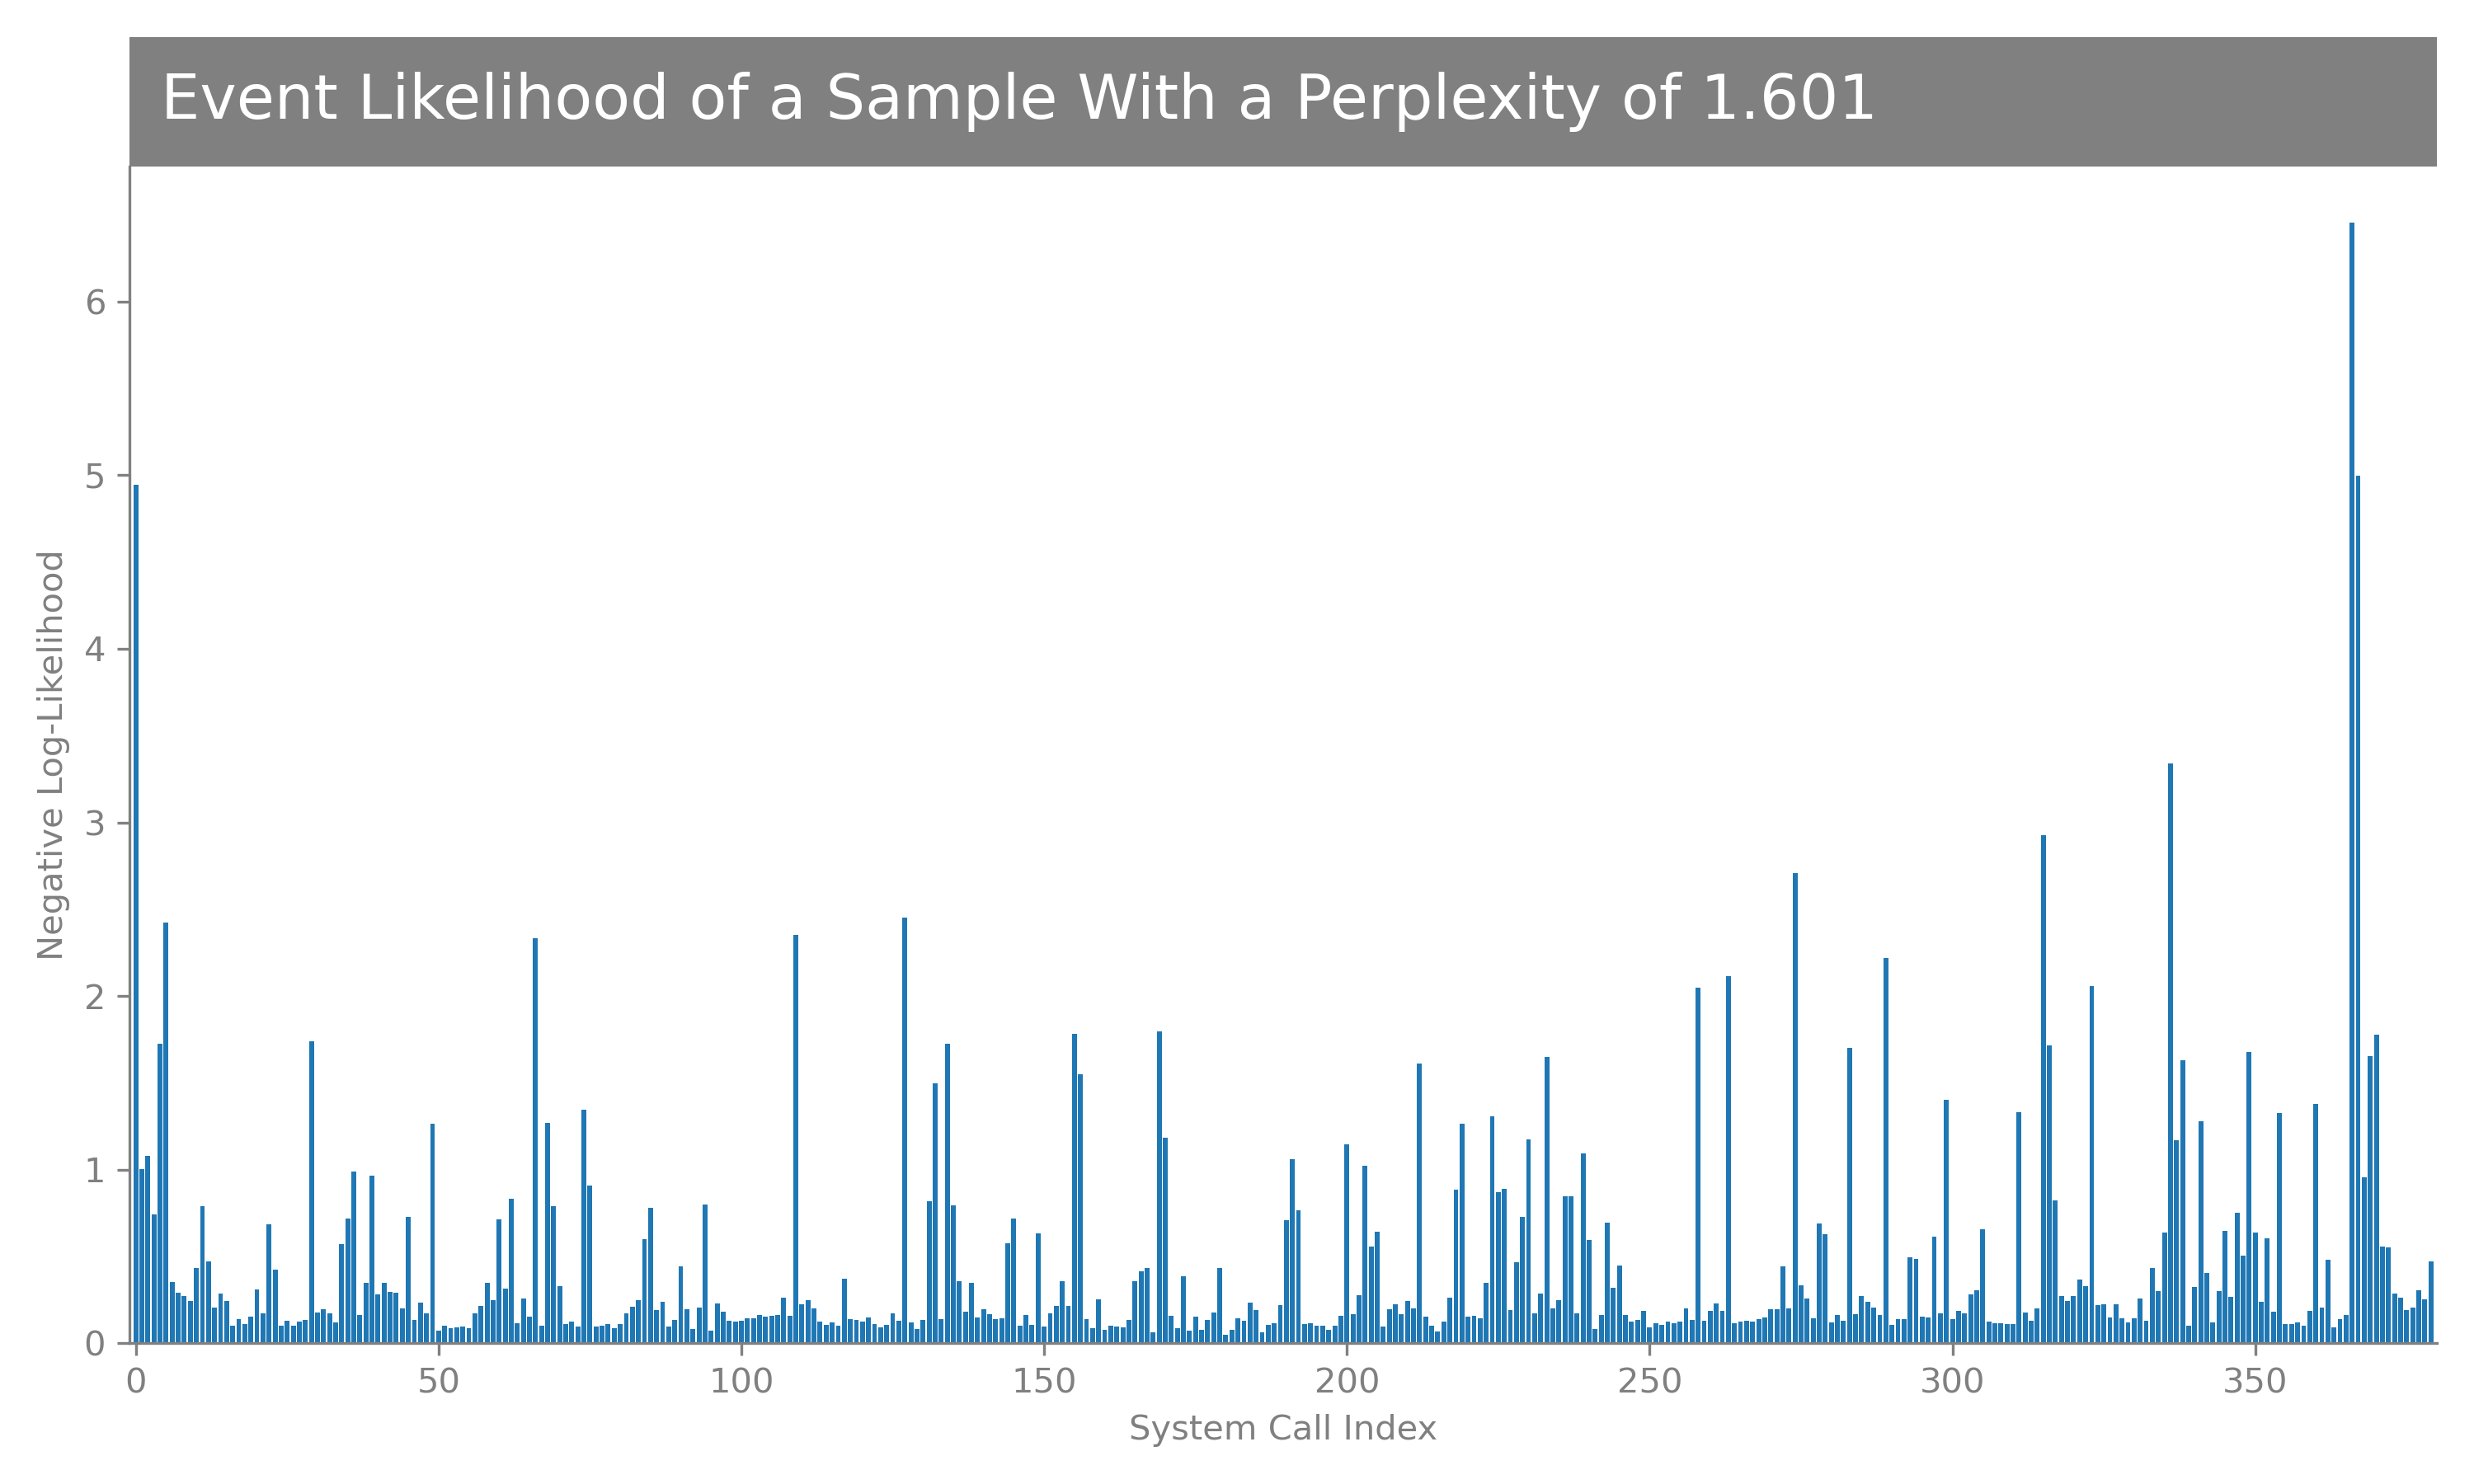 Event Likelihood of a Sample With a Perplexity of 1.601
6
5
4
3
2
1
0
Negative Log-Likelihood
0 50 100 150 200 250 300 350
System Call Index